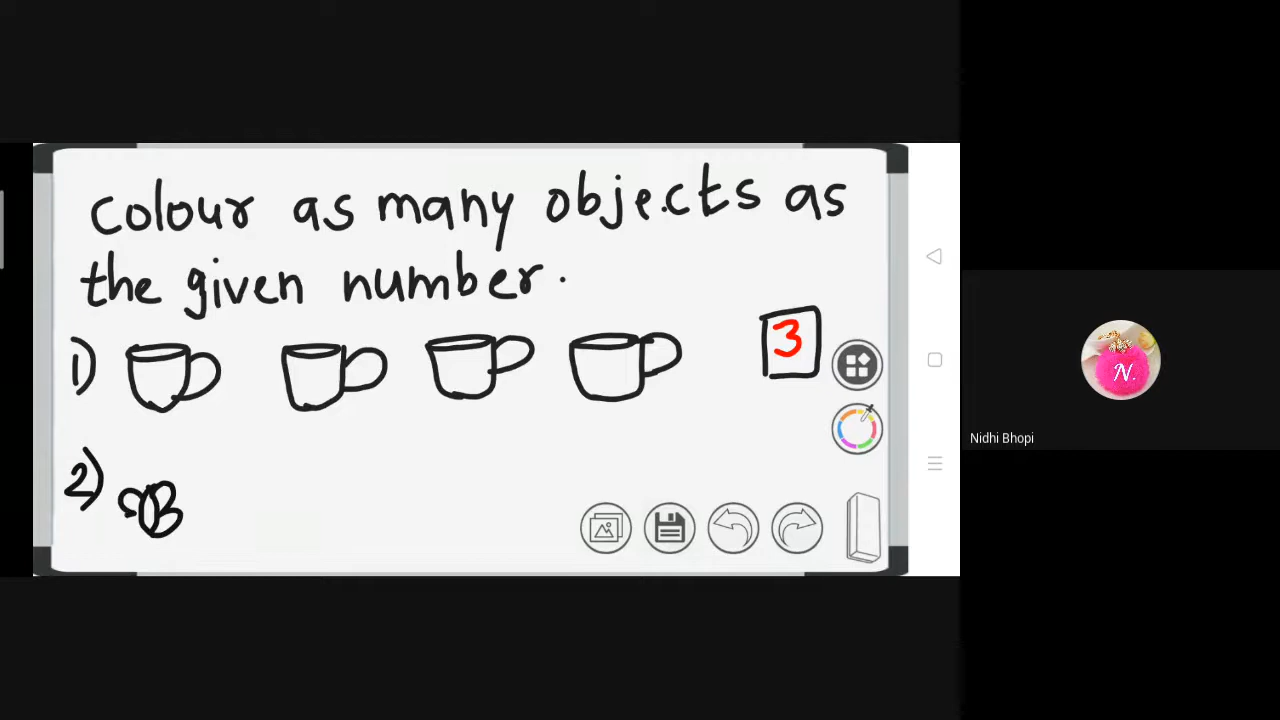 colour as many objects as
the given number.
1) 3
2)
N.
Nidhi Bhopi